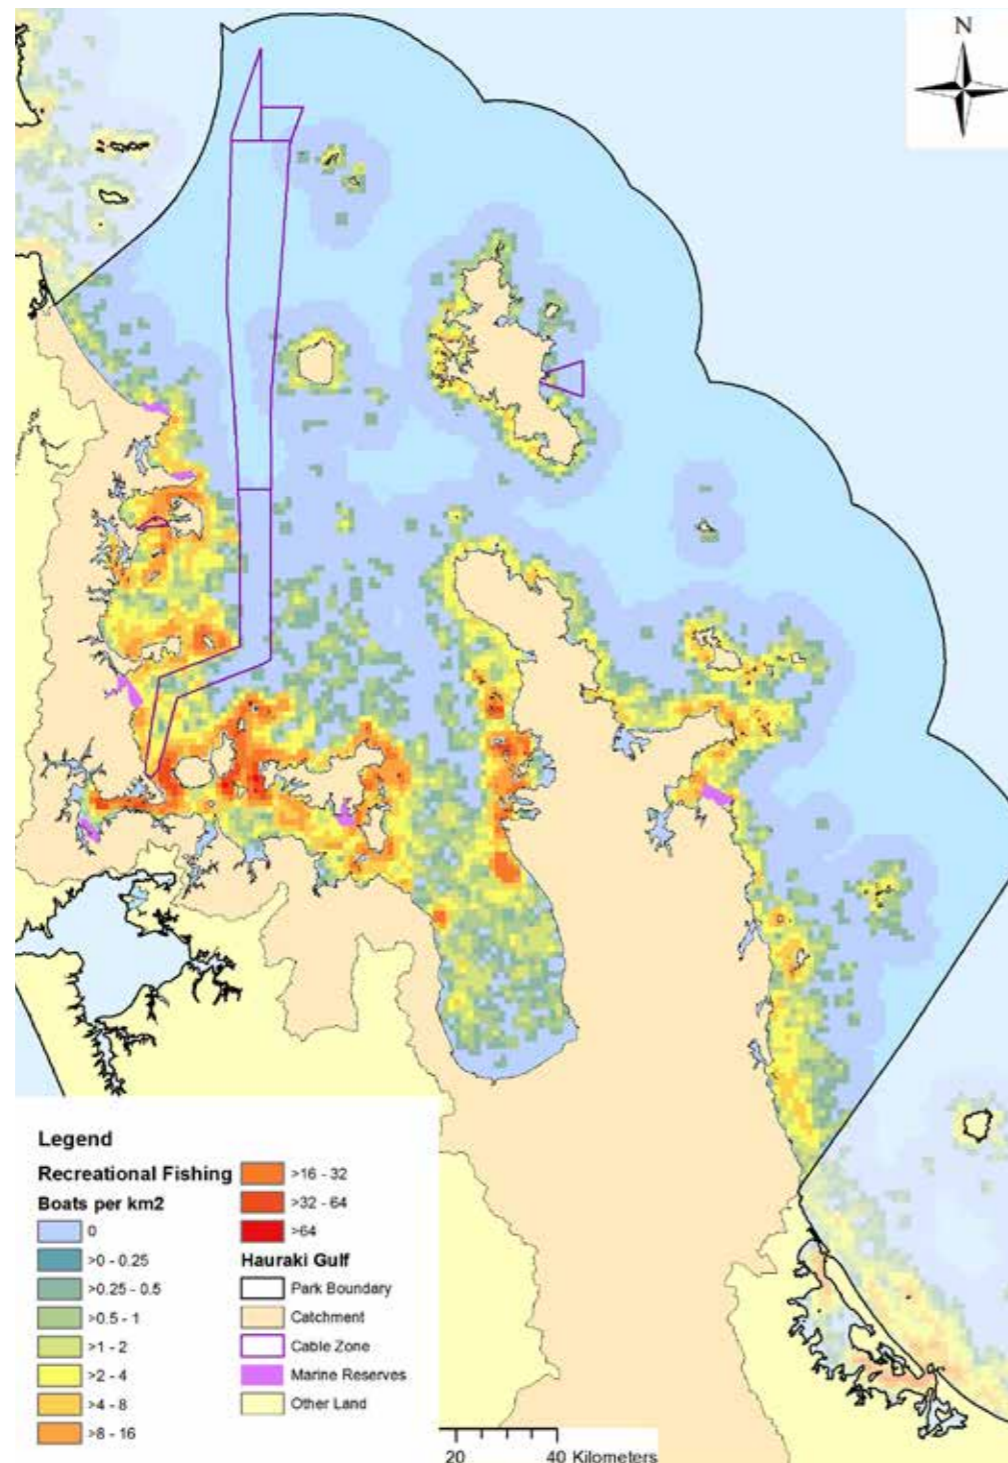 N
Legend
Recreational Fishing
Boats per km2
0
>0 - 0.25
>0.25 - 0.5
>0.5 - 1
>1 - 2
>2 - 4
>4 - 8
>8 - 16
>16 - 32
>32 - 64
>64
Hauraki Gulf
Park Boundary
Catchment
Cable Zone
Marine Reserves
Other Land
20 40 Kilometers